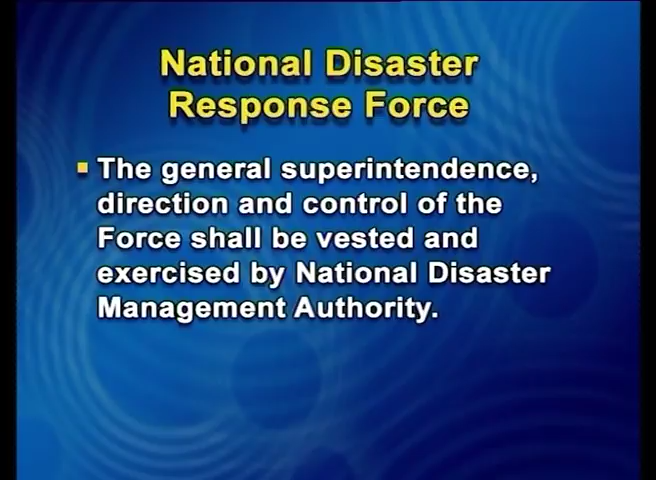 National Disaster
Response Force
▪ The general superintendence,
direction and control of the
Force shall be vested and
exercised by National Disaster
Management Authority.